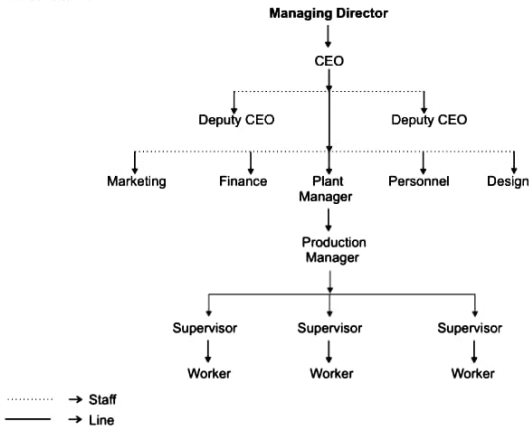 Managing Director
CEO
Deputy CEO
Deputy CEO
Marketing
Finance
Plant
Manager
Personnel
Design
Production
Manager
Supervisor
Supervisor
Supervisor
Worker
Worker
Worker
Staff
Line